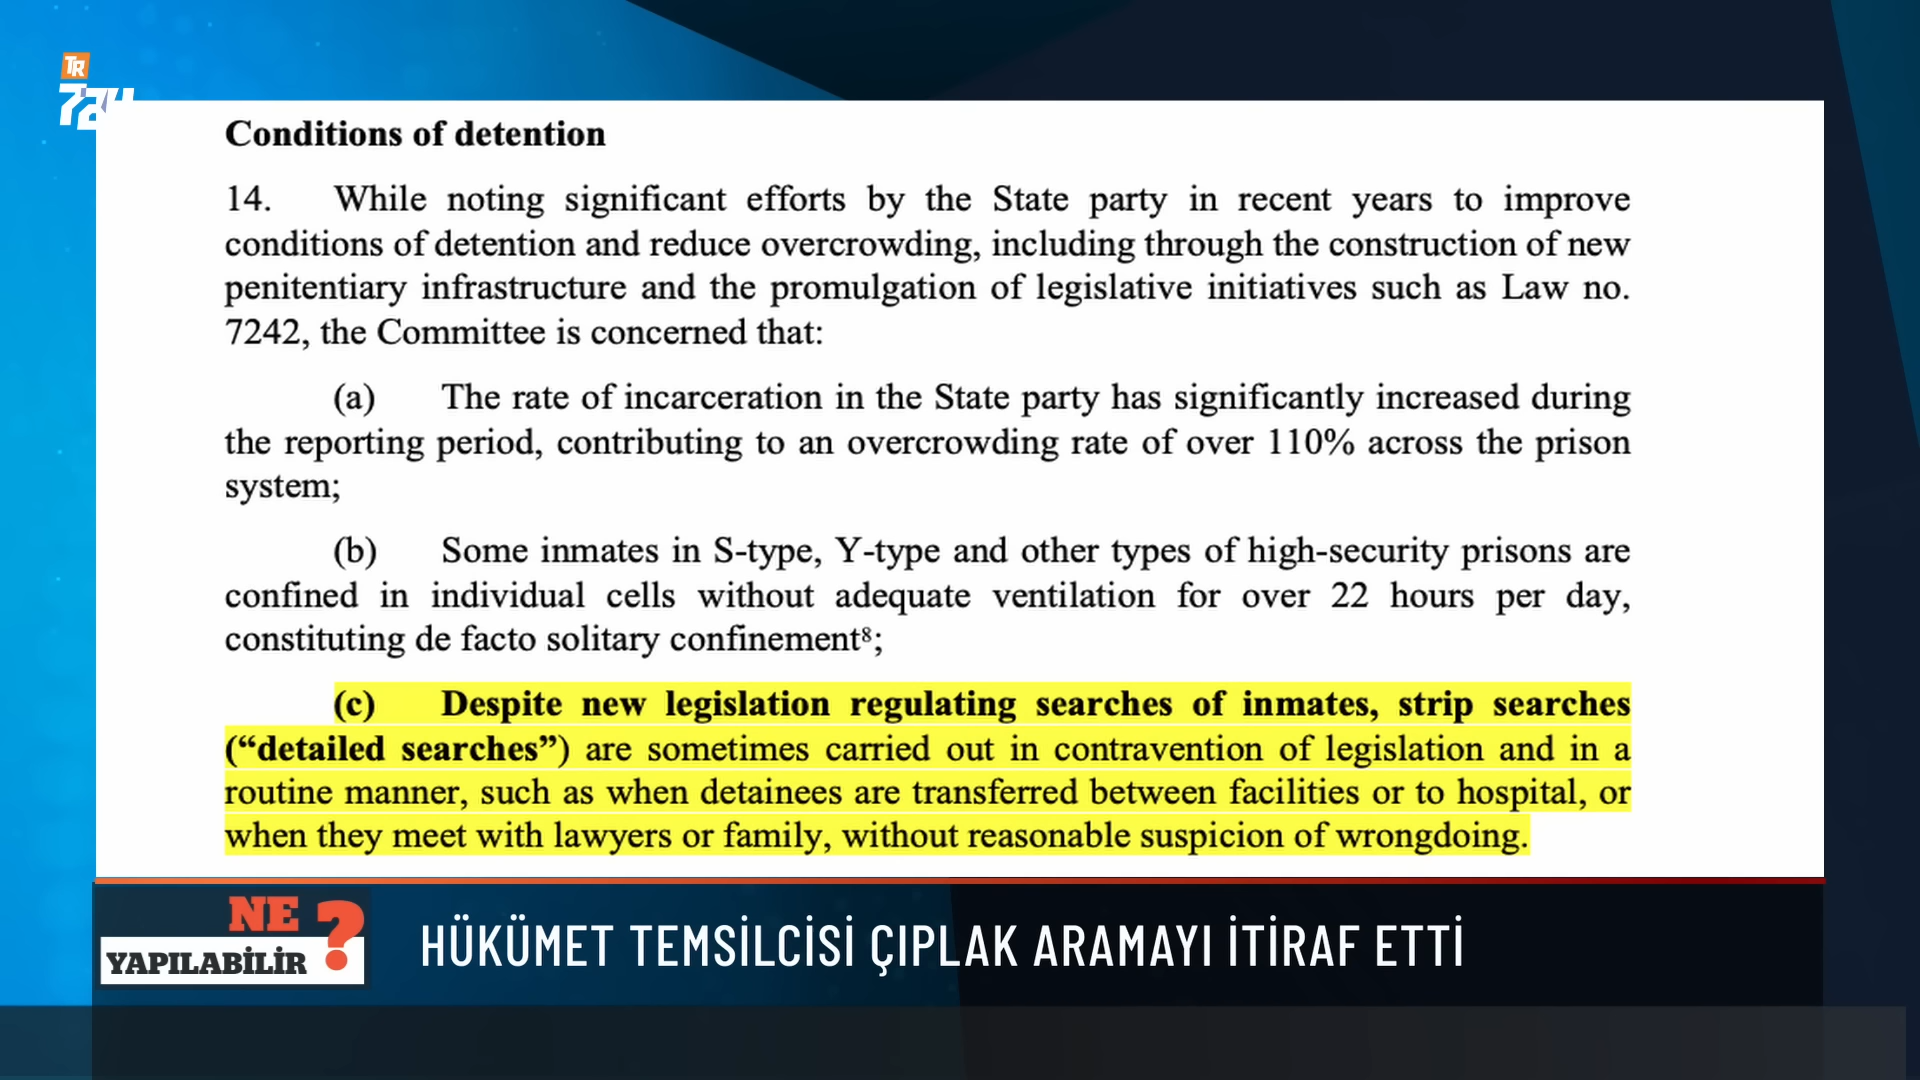 TR
724
Conditions of detention
14. While noting significant efforts by the State party in recent years to improve
conditions of detention and reduce overcrowding, including through the construction of new
penitentiary infrastructure and the promulgation of legislative initiatives such as Law no.
7242, the Committee is concerned that:
(a) The rate of incarceration in the State party has significantly increased during
the reporting period, contributing to an overcrowding rate of over 110% across the prison
system;
(b) Some inmates in S-type, Y-type and other types of high-security prisons are
confined in individual cells without adequate ventilation for over 22 hours per day,
constituting de facto solitary confinement⁸;
(c) Despite new legislation regulating searches of inmates, strip searches
(“detailed searches”) are sometimes carried out in contravention of legislation and in a
routine manner, such as when detainees are transferred between facilities or to hospital, or
when they meet with lawyers or family, without reasonable suspicion of wrongdoing.
NE
YAPILABİLİR ?
HÜKÜMET TEMSİLCİSİ ÇIPLAK ARAMAYI İTİRAF ETTİ